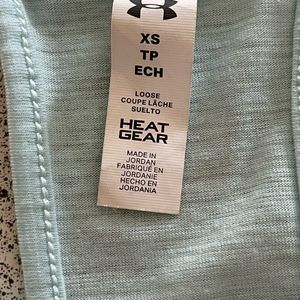 XS
TP
ECH
LOOSE
COUPE LÂCHE
SUELTO
HEAT
GEAR
MADE IN
JORDAN
FABRIQUÉ EN
JORDANIE
HECHO EN
JORDANIA